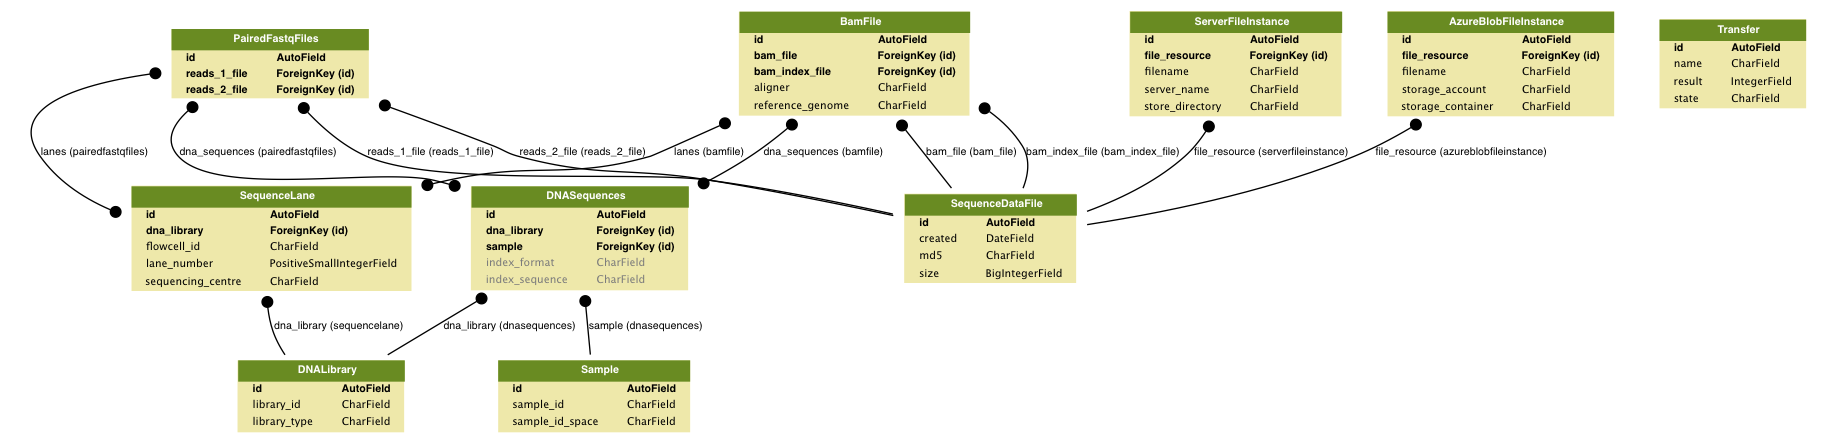 PairedFastqFiles
id AutoField
reads_1_file ForeignKey (id)
reads_2_file ForeignKey (id)
BamFile
id AutoField
bam_file ForeignKey (id)
bam_index_file ForeignKey (id)
aligner CharField
reference_genome CharField
ServerFileInstance
id AutoField
file_resource ForeignKey (id)
filename CharField
server_name CharField
store_directory CharField
AzureBlobFileInstance
id AutoField
file_resource ForeignKey (id)
filename CharField
storage_account CharField
storage_container CharField
Transfer
id AutoField
name CharField
result IntegerField
state CharField
lanes (pairedfastqfiles)
dna_sequences (pairedfastqfiles)
reads_1_file (reads_1_file)
reads_2_file (reads_2_file)
lanes (bamfile)
dna_sequences (bamfile)
bam_file (bam_file)
bam_index_file (bam_index_file)
file_resource (serverfileinstance)
file_resource (azureblobfileinstance)
SequenceLane
id AutoField
dna_library ForeignKey (id)
flowcell_id CharField
lane_number PositiveSmallIntegerField
sequencing_centre CharField
DNASequences
id AutoField
dna_library ForeignKey (id)
sample ForeignKey (id)
index_format CharField
index_sequence CharField
SequenceDataFile
id AutoField
created DateField
md5 CharField
size BigIntegerField
dna_library (sequencelane)
dna_library (dnasequences)
sample (dnasequences)
DNALibrary
id AutoField
library_id CharField
library_type CharField
Sample
id AutoField
sample_id CharField
sample_id_space CharField